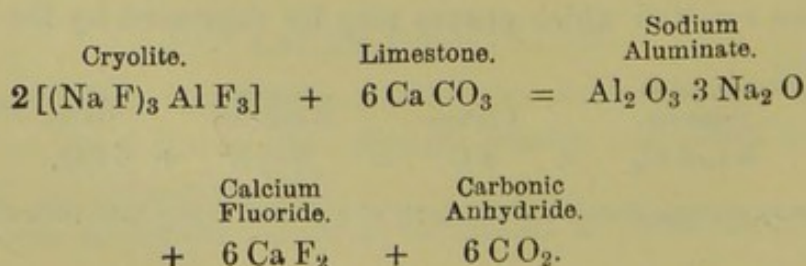 Cryolite. Limestone. Sodium Aluminate.
2 [(Na F)₃ Al F₃] + 6 Ca CO₃ = Al₂ O₃ 3 Na₂ O
Calcium Carbonic
Fluoride. Anhydride.
+ 6 Ca F₂ + 6 C O₂.